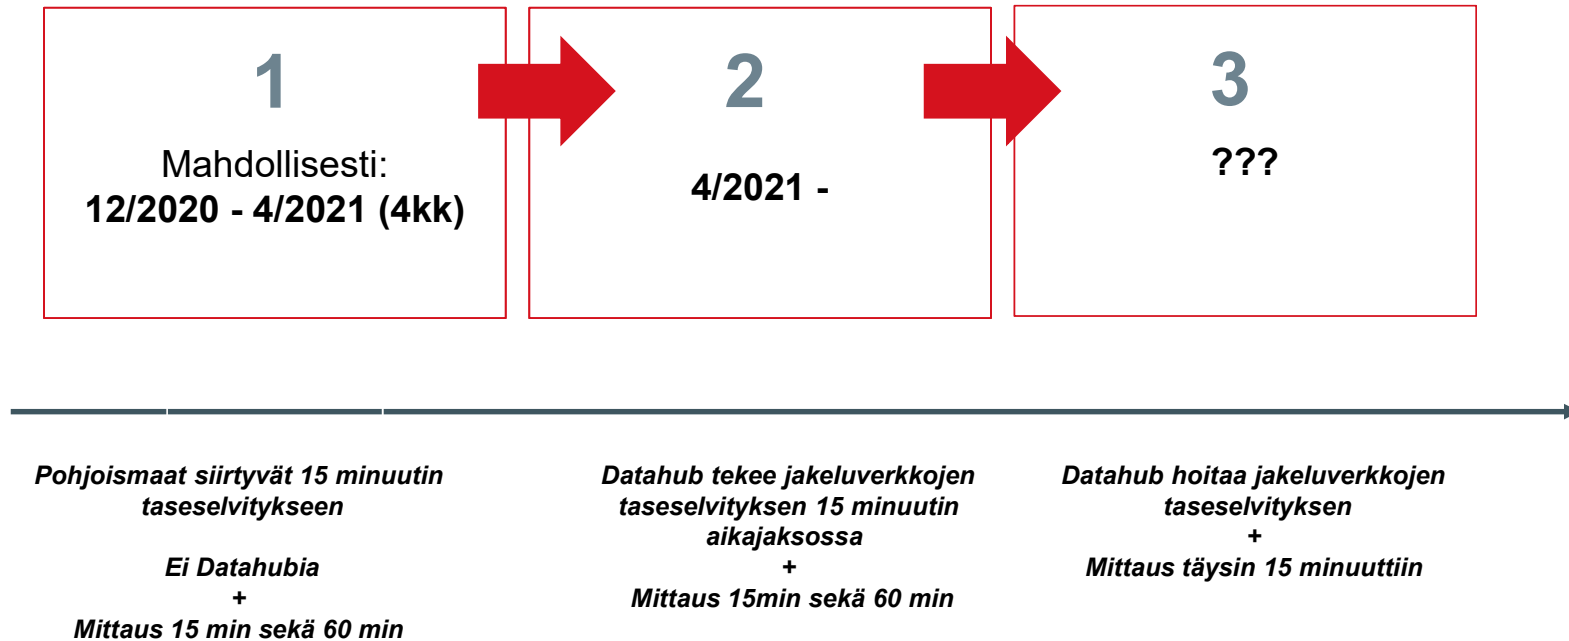 1
Mahdollisesti:
12/2020 - 4/2021 (4kk)
2
4/2021 -
3
???
Pohjoismaat siirtyvät 15 minuutin
taseselvitykseen
Ei Datahubia
+
Mittaus 15 min sekä 60 min
Datahub tekee jakeluverkkojen
taseselvityksen 15 minuutin
aikajaksossa
+
Mittaus 15min sekä 60 min
Datahub hoitaa jakeluverkkojen
taseselvityksen
+
Mittaus täysin 15 minuuttiin